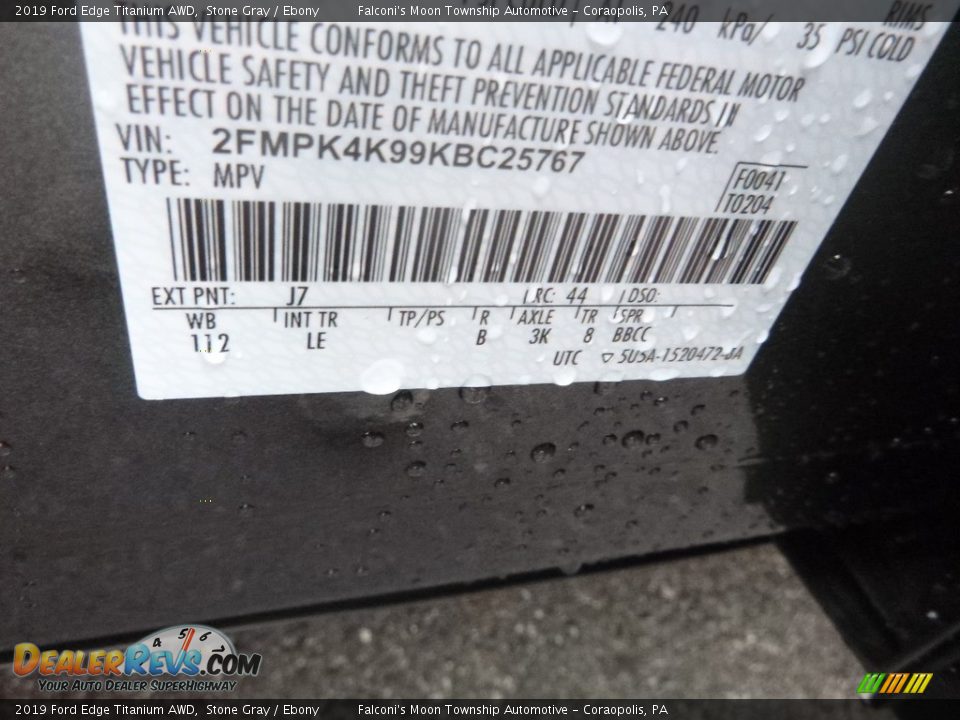 2019 Ford Edge Titanium AWD, Stone Gray / Ebony Falconi's Moon Township Automotive - Coraopolis, PA
RIMS
240 kPa/ 35 PSI COLD
THIS VEHICLE CONFORMS TO ALL APPLICABLE FEDERAL MOTOR
VEHICLE SAFETY AND THEFT PREVENTION STANDARDS IN
EFFECT ON THE DATE OF MANUFACTURE SHOWN ABOVE.
VIN: 2FMPK4K99KBC25767
TYPE: MPV
F0041
T0204
EXT PNT: J7 RC: 44 DSO:
WB INT TR TP/PS R AXLE TR SPR
112 LE B 3K 8 BBCC
UTC ▽ 5U5A-1520472-JA
DEALERREVS.COM
4 5 6
YOUR AUTO DEALER SUPERHIGHWAY
2019 Ford Edge Titanium AWD, Stone Gray / Ebony Falconi's Moon Township Automotive - Coraopolis, PA